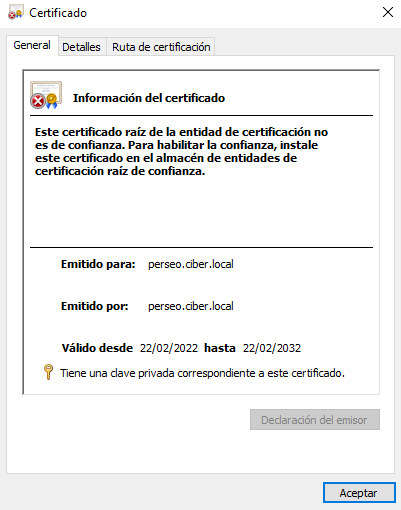 Certificado
General Detalles Ruta de certificación
Información del certificado
Este certificado raíz de la entidad de certificación no
es de confianza. Para habilitar la confianza, instale
este certificado en el almacén de entidades de
certificación raíz de confianza.
Emitido para: perseo.ciber.local
Emitido por: perseo.ciber.local
Válido desde 22/02/2022 hasta 22/02/2032
Tiene una clave privada correspondiente a este certificado.
Declaración del emisor
Aceptar